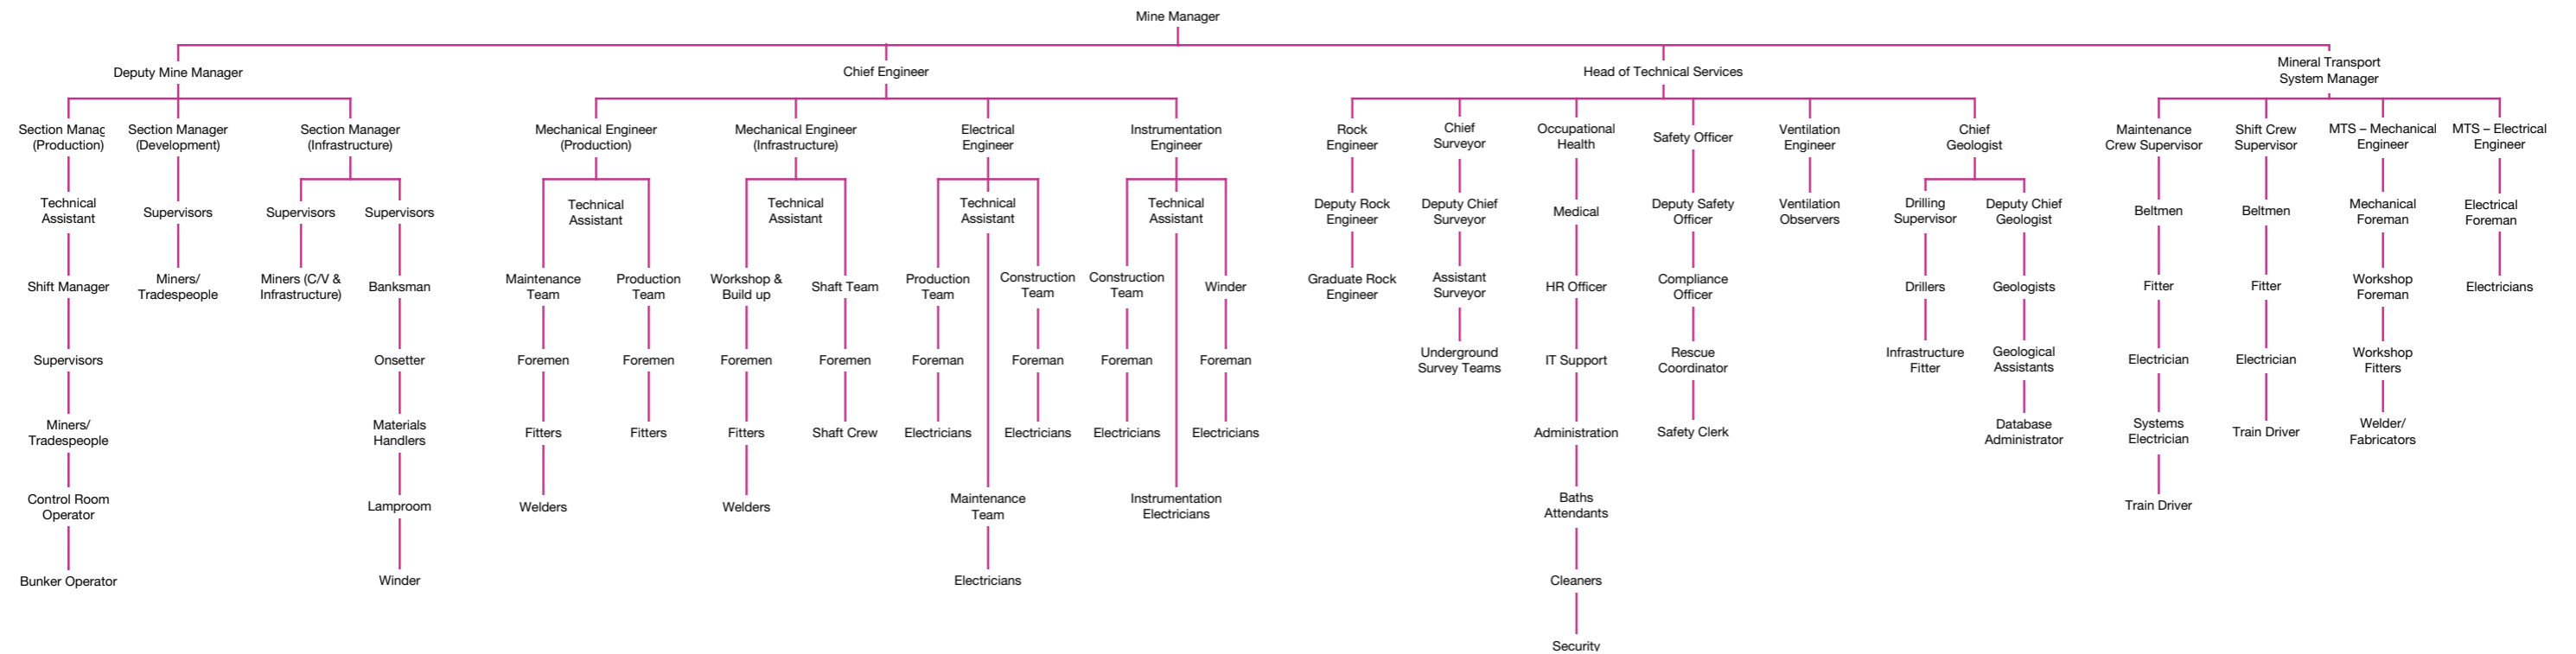 Mine Manager
Deputy Mine Manager
Chief Engineer
Head of Technical Services
Mineral Transport
System Manager
Section Manag
(Production)
Section Manager
(Development)
Section Manager
(Infrastructure)
Mechanical Engineer
(Production)
Mechanical Engineer
(Infrastructure)
Electrical
Engineer
Instrumentation
Engineer
Rock
Engineer
Chief
Surveyor
Occupational
Health
Safety Officer
Ventilation
Engineer
Chief
Geologist
Maintenance
Crew Supervisor
Shift Crew
Supervisor
MTS – Mechanical
Engineer
MTS – Electrical
Engineer
Technical
Assistant
Supervisors
Supervisors
Supervisors
Technical
Assistant
Technical
Assistant
Technical
Assistant
Technical
Assistant
Deputy Rock
Engineer
Deputy Chief
Surveyor
Medical
Deputy Safety
Officer
Ventilation
Observers
Drilling
Supervisor
Deputy Chief
Geologist
Beltmen
Beltmen
Mechanical
Foreman
Electrical
Foreman
Shift Manager
Miners/
Tradespeople
Miners (C/V &
Infrastructure)
Banksman
Maintenance
Team
Production
Team
Workshop &
Build up
Shaft Team
Production
Team
Construction
Team
Construction
Team
Winder
Graduate Rock
Engineer
Assistant
Surveyor
HR Officer
Compliance
Officer
Drillers
Geologists
Fitter
Fitter
Workshop
Foreman
Electricians
Supervisors
Onsetter
Foremen
Foremen
Foremen
Foremen
Foreman
Foreman
Foreman
Foreman
Underground
Survey Teams
IT Support
Rescue
Coordinator
Infrastructure
Fitter
Geological
Assistants
Electrician
Electrician
Workshop
Fitters
Miners/
Tradespeople
Materials
Handlers
Fitters
Fitters
Fitters
Shaft Crew
Electricians
Electricians
Electricians
Electricians
Administration
Safety Clerk
Database
Administrator
Systems
Electrician
Train Driver
Welder/
Fabricators
Control Room
Operator
Lamproom
Welders
Welders
Maintenance
Team
Instrumentation
Electricians
Baths
Attendants
Train Driver
Bunker Operator
Winder
Electricians
Cleaners
Security